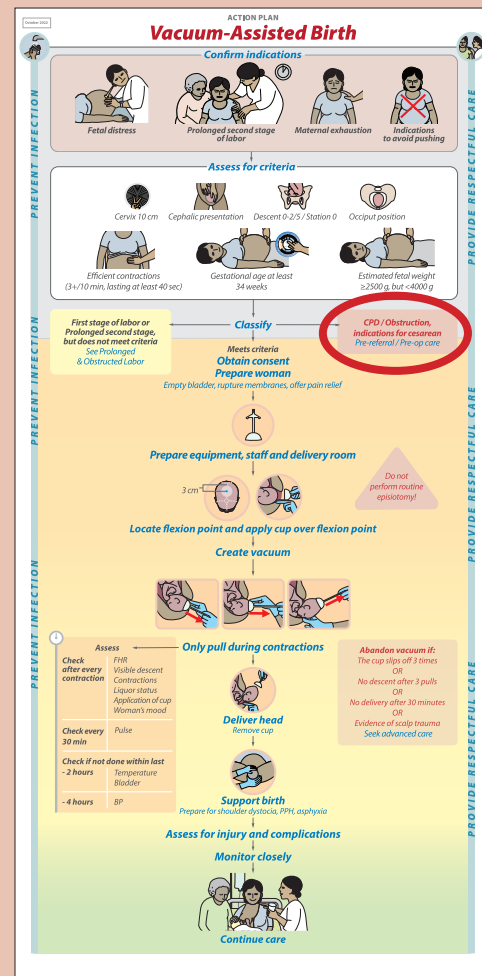 October 2020
ACTION PLAN
Vacuum-Assisted Birth
PREVENT INFECTION
PROVIDE RESPECTFUL CARE
Confirm indications
Fetal distress
Prolonged second stage
of labor
Maternal exhaustion
Indications
to avoid pushing
Assess for criteria
Cervix 10 cm
Cephalic presentation
Descent 0-2/5 / Station 0
Occiput position
Efficient contractions
(3+/10 min, lasting at least 40 sec)
Gestational age at least
34 weeks
Estimated fetal weight
≥2500 g, but <4000 g
First stage of labor or
Prolonged second stage,
but does not meet criteria
See Prolonged
& Obstructed Labor
Classify
CPD / Obstruction,
indications for cesarean
Pre-referral / Pre-op care
PREVENT INFECTION
PROVIDE RESPECTFUL CARE
Meets criteria
Obtain consent
Prepare woman
Empty bladder, rupture membranes, offer pain relief
Prepare equipment, staff and delivery room
3 cm
Do not
perform routine
episiotomy!
Locate flexion point and apply cup over flexion point
Create vacuum
PREVENT INFECTION
PROVIDE RESPECTFUL CARE
Only pull during contractions
Assess
Check
after every
contraction
FHR
Visible descent
Contractions
Liquor status
Application of cup
Woman's mood
Check every
30 min
Pulse
Check if not done within last
- 2 hours
Temperature
Bladder
- 4 hours
BP
Abandon vacuum if:
The cup slips off 3 times
OR
No descent after 3 pulls
OR
No delivery after 30 minutes
OR
Evidence of scalp trauma
Seek advanced care
Deliver head
Remove cup
Support birth
Prepare for shoulder dystocia, PPH, asphyxia
Assess for injury and complications
Monitor closely
Continue care